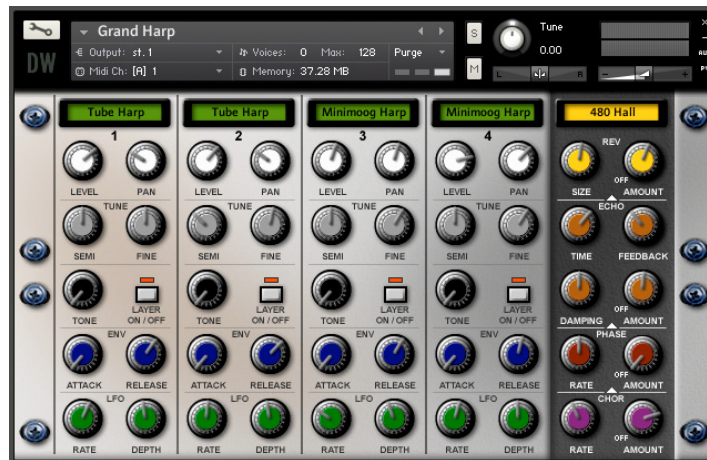 Grand Harp
Output: st.1
Voices: 0 Max: 128 Purge
Midi Ch: [A] 1
Memory: 37.28 MB
DW
S
M
Tune
0.00
L R
- +
Tube Harp
Tube Harp
Minimoog Harp
Minimoog Harp
480 Hall
1 2 3 4
REV
LEVEL PAN LEVEL PAN LEVEL PAN LEVEL PAN SIZE OFF AMOUNT
TUNE TUNE TUNE TUNE ECHO
SEMI FINE SEMI FINE SEMI FINE SEMI FINE TIME FEEDBACK
TONE LAYER ON / OFF TONE LAYER ON / OFF TONE LAYER ON / OFF TONE LAYER ON / OFF DAMPING OFF AMOUNT
ENV ENV ENV ENV PHASE
ATTACK RELEASE ATTACK RELEASE ATTACK RELEASE ATTACK RELEASE RATE OFF AMOUNT
LFO LFO LFO LFO CHOR
RATE DEPTH RATE DEPTH RATE DEPTH RATE DEPTH RATE OFF AMOUNT